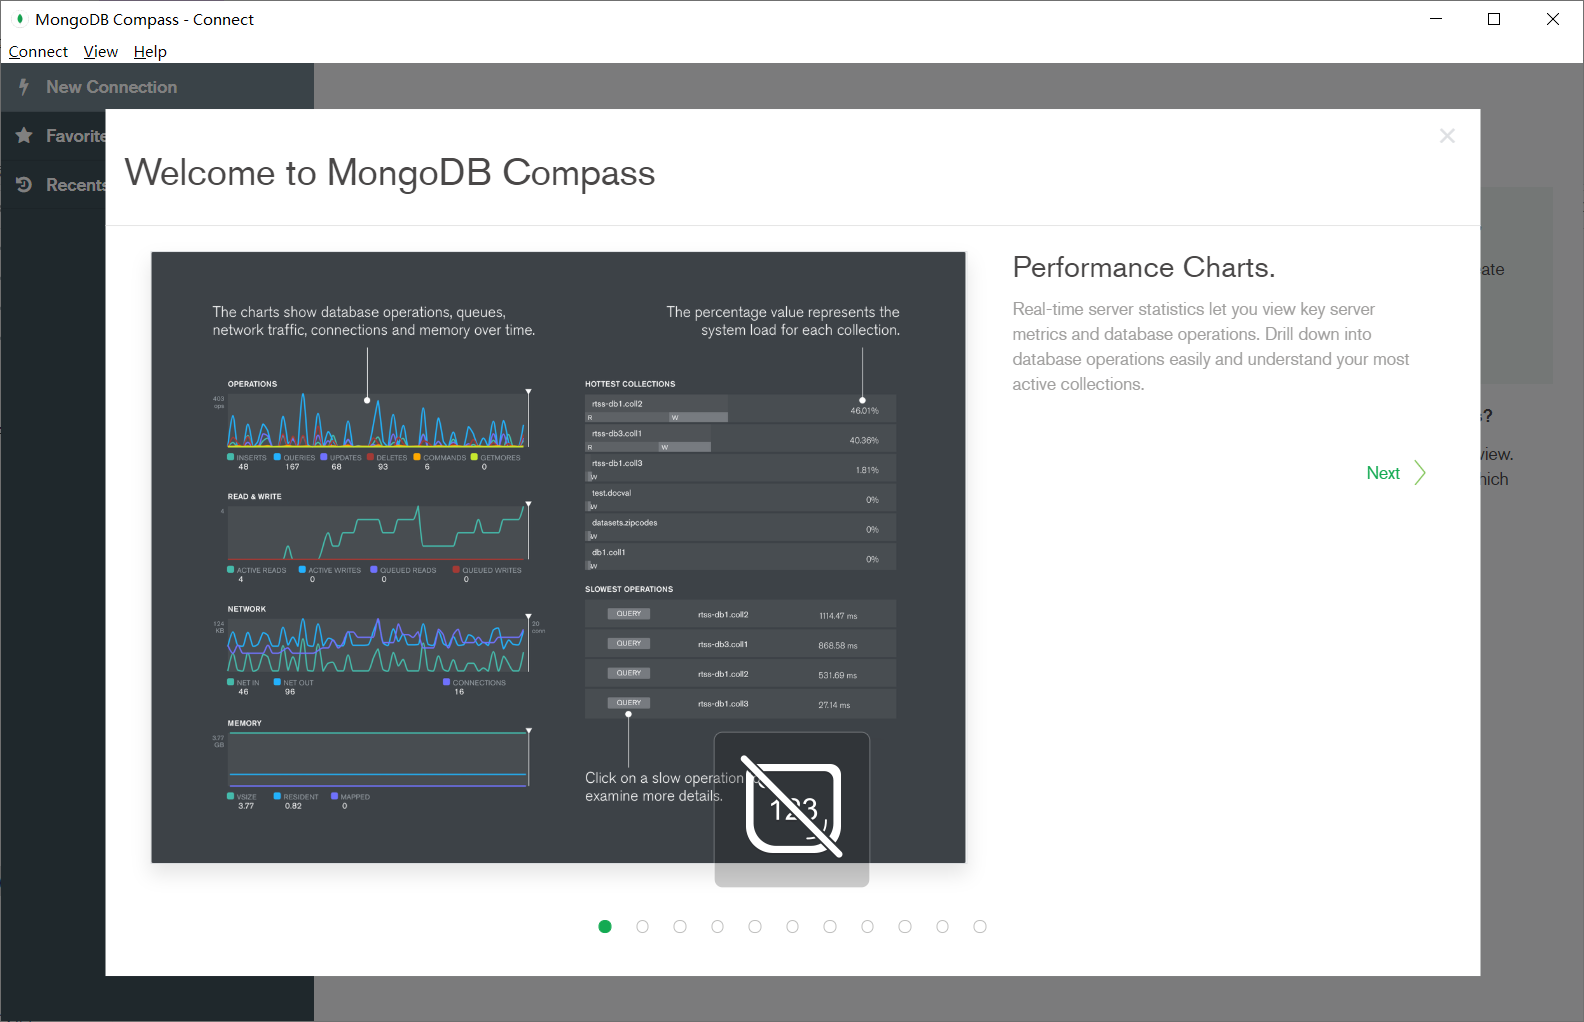 MongoDB Compass - Connect
Connect View Help
New Connection
Favorite
Recents
Welcome to MongoDB Compass
The charts show database operations, queues,
network traffic, connections and memory over time.
The percentage value represents the
system load for each collection.
OPERATIONS
403
ops
INSERTS QUERIES UPDATES DELETES COMMANDS GETMORES
48 167 68 93 6 0
READ & WRITE
4
ACTIVE READS ACTIVE WRITES QUEUED READS QUEUED WRITES
4 0 0 0
NETWORK
124
KB
20
conn
NET IN NET OUT CONNECTIONS
46 96 16
MEMORY
3.77
GB
VSIZE RESIDENT MAPPED
3.77 0.82 0
HOTTEST COLLECTIONS
rtss-db1.coll2
R W
46.01%
rtss-db3.coll1
R W
40.36%
rtss-db1.coll3
W
1.81%
test.docval
W
0%
datasets.zipcodes
W
0%
db1.coll1
W
0%
SLOWEST OPERATIONS
QUERY rtss-db1.coll2 1114.47 ms
QUERY rtss-db3.coll1 868.58 ms
QUERY rtss-db1.coll2 531.69 ms
QUERY rtss-db1.coll3 27.14 ms
Click on a slow operation
examine more details.
123
Performance Charts.
Real-time server statistics let you view key server
metrics and database operations. Drill down into
database operations easily and understand your most
active collections.
Next
eate
s?
view.
hich